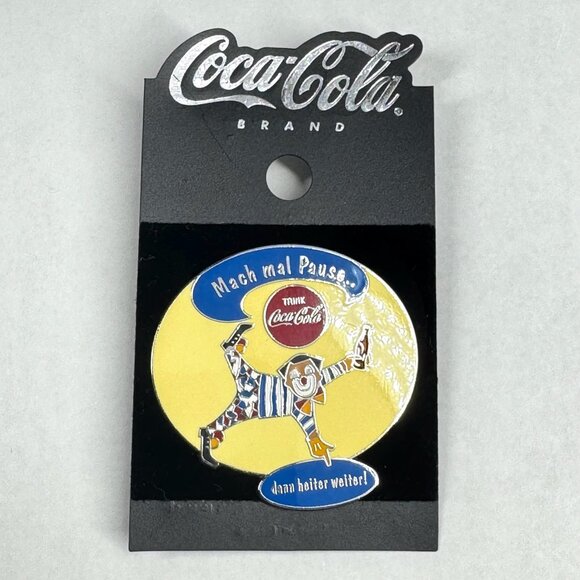 Coca-Cola®
BRAND
Mach mal Pause...
TRINK
Coca-Cola
dann heiter weiter!